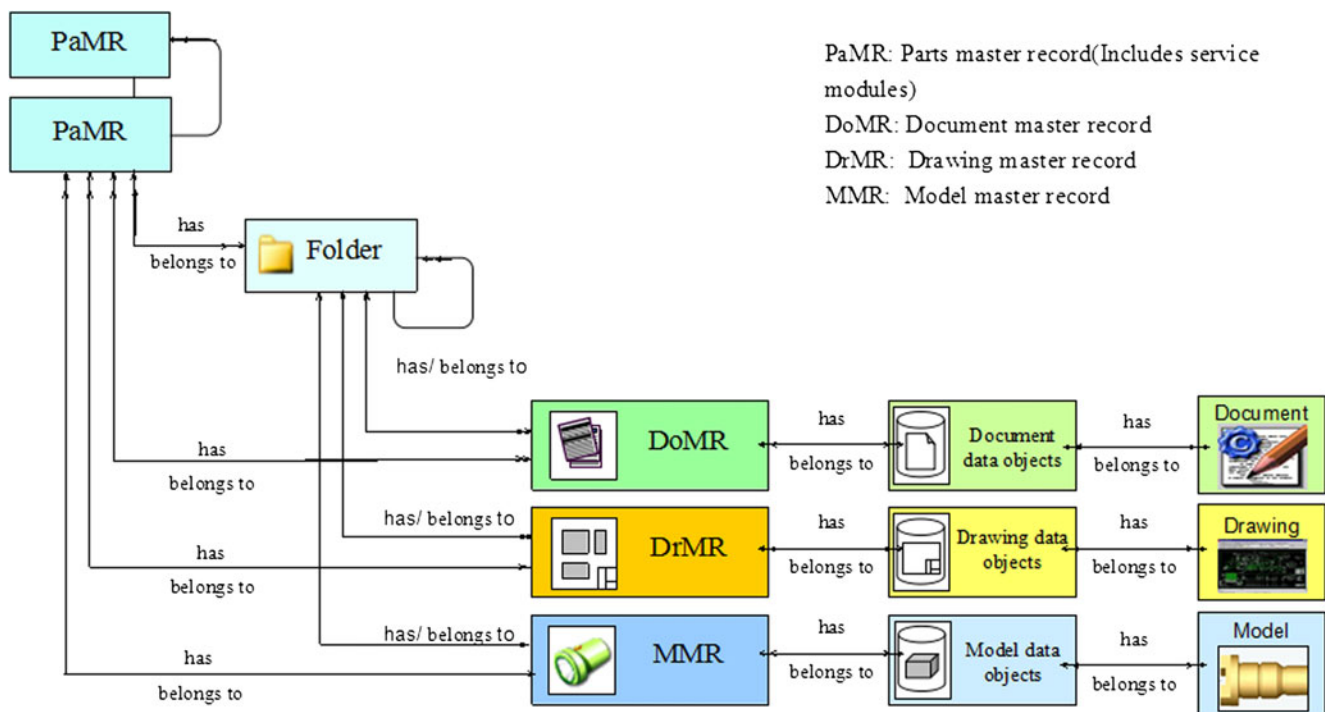 PaMR
PaMR
PaMR: Parts master record(Includes service
modules)
DoMR: Document master record
DrMR: Drawing master record
MMR: Model master record
has
belongs to
Folder
has/ belongs to
has
belongs to
DoMR
has
belongs to
Document
data objects
has
belongs to
Document
has/ belongs to
has
belongs to
DrMR
has
belongs to
Drawing data
objects
has
belongs to
Drawing
has/ belongs to
has
belongs to
MMR
has
belongs to
Model data
objects
has
belongs to
Model